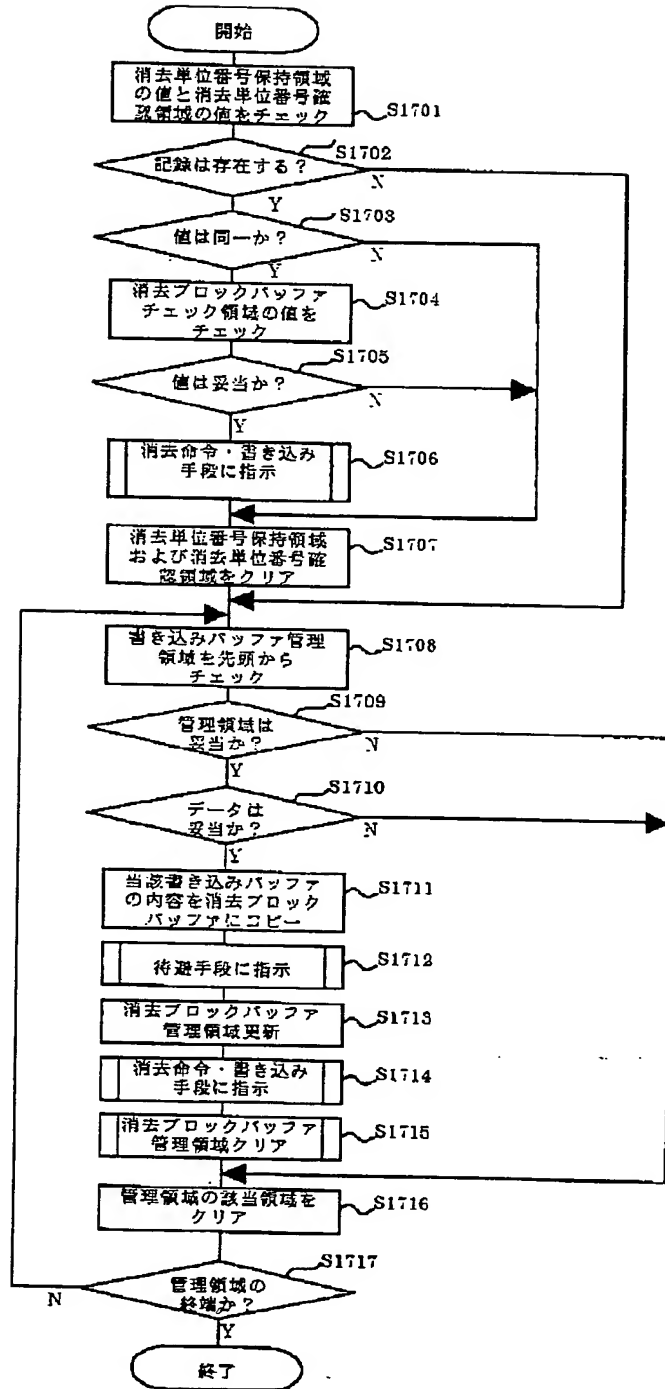 開始
消去単位番号保持領域
の値と消去単位番号確
認領域の値をチェック
S1701
記録は存在する？
S1702
N
Y
値は同一か？
S1703
N
Y
消去ブロックバッファ
チェック領域の値を
チェック
S1704
値は妥当か？
S1705
N
Y
消去命令・書き込み
手段に指示
S1706
消去単位番号保持領域
および消去単位番号確
認領域をクリア
S1707
書き込みバッファ管理
領域を先頭から
チェック
S1708
管理領域は
妥当か？
S1709
N
Y
データは
妥当か？
S1710
N
Y
当該書き込みバッファ
の内容を消去ブロック
バッファにコピー
S1711
待避手段に指示
S1712
消去ブロックバッファ
管理領域更新
S1713
消去命令・書き込み
手段に指示
S1714
消去ブロックバッファ
管理領域クリア
S1715
管理領域の該当領域を
クリア
S1716
管理領域の
終端か？
S1717
N
Y
終了